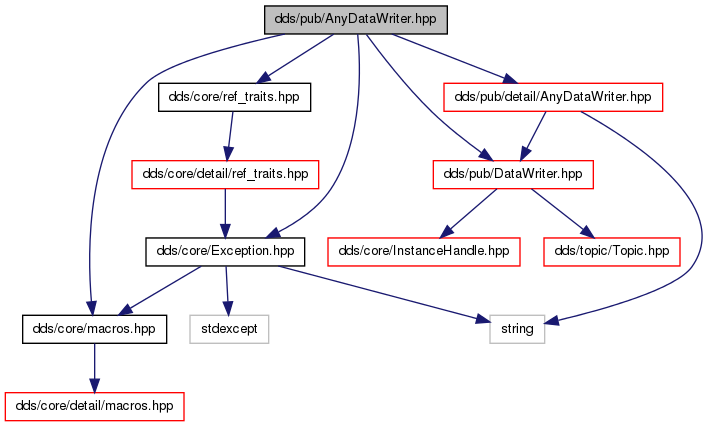 dds/pub/AnyDataWriter.hpp
dds/core/ref_traits.hpp
dds/pub/detail/AnyDataWriter.hpp
dds/core/detail/ref_traits.hpp
dds/pub/DataWriter.hpp
dds/core/Exception.hpp
dds/core/InstanceHandle.hpp
dds/topic/Topic.hpp
dds/core/macros.hpp
stdexcept
string
dds/core/detail/macros.hpp